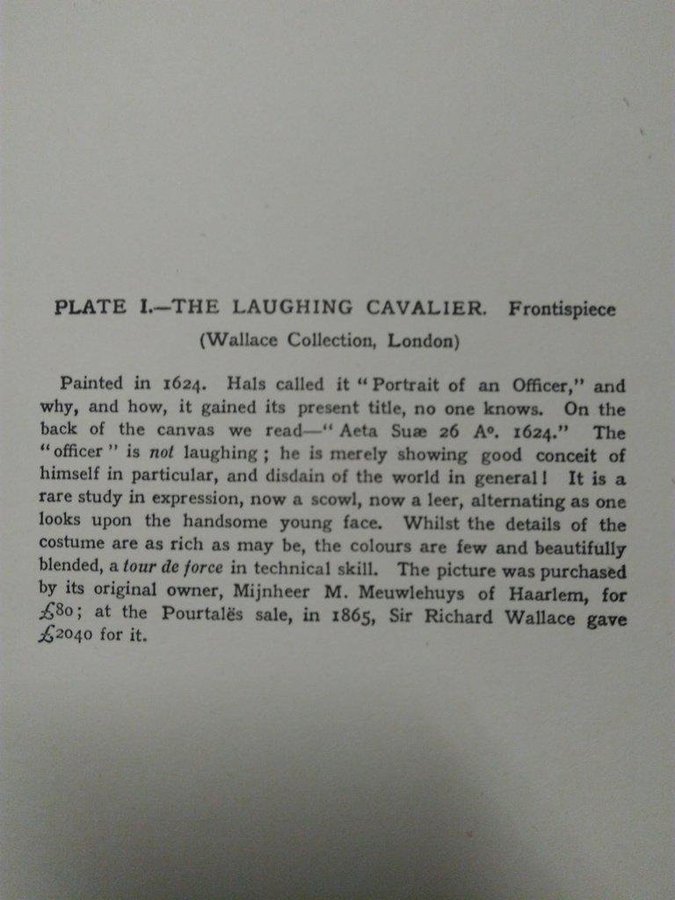 PLATE I.—THE LAUGHING CAVALIER. Frontispiece
(Wallace Collection, London)
Painted in 1624. Hals called it “Portrait of an Officer,” and
why, and how, it gained its present title, no one knows. On the
back of the canvas we read—“Aeta Suæ 26 Aº. 1624.” The
“officer” is not laughing; he is merely showing good conceit of
himself in particular, and disdain of the world in general! It is a
rare study in expression, now a scowl, now a leer, alternating as one
looks upon the handsome young face. Whilst the details of the
costume are as rich as may be, the colours are few and beautifully
blended, a tour de force in technical skill. The picture was purchased
by its original owner, Mijnheer M. Meuwlehuys of Haarlem, for
£80; at the Pourtalës sale, in 1865, Sir Richard Wallace gave
£2040 for it.